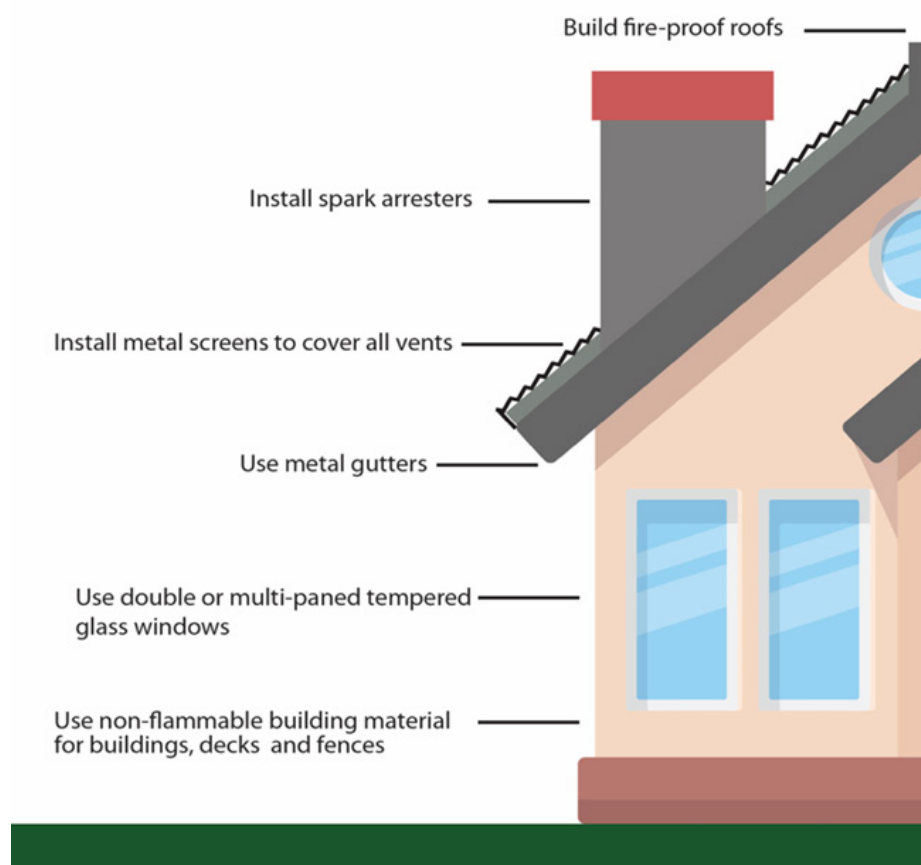 Build fire-proof roofs
Install spark arresters
Install metal screens to cover all vents
Use metal gutters
Use double or multi-paned tempered
glass windows
Use non-flammable building material
for buildings, decks and fences